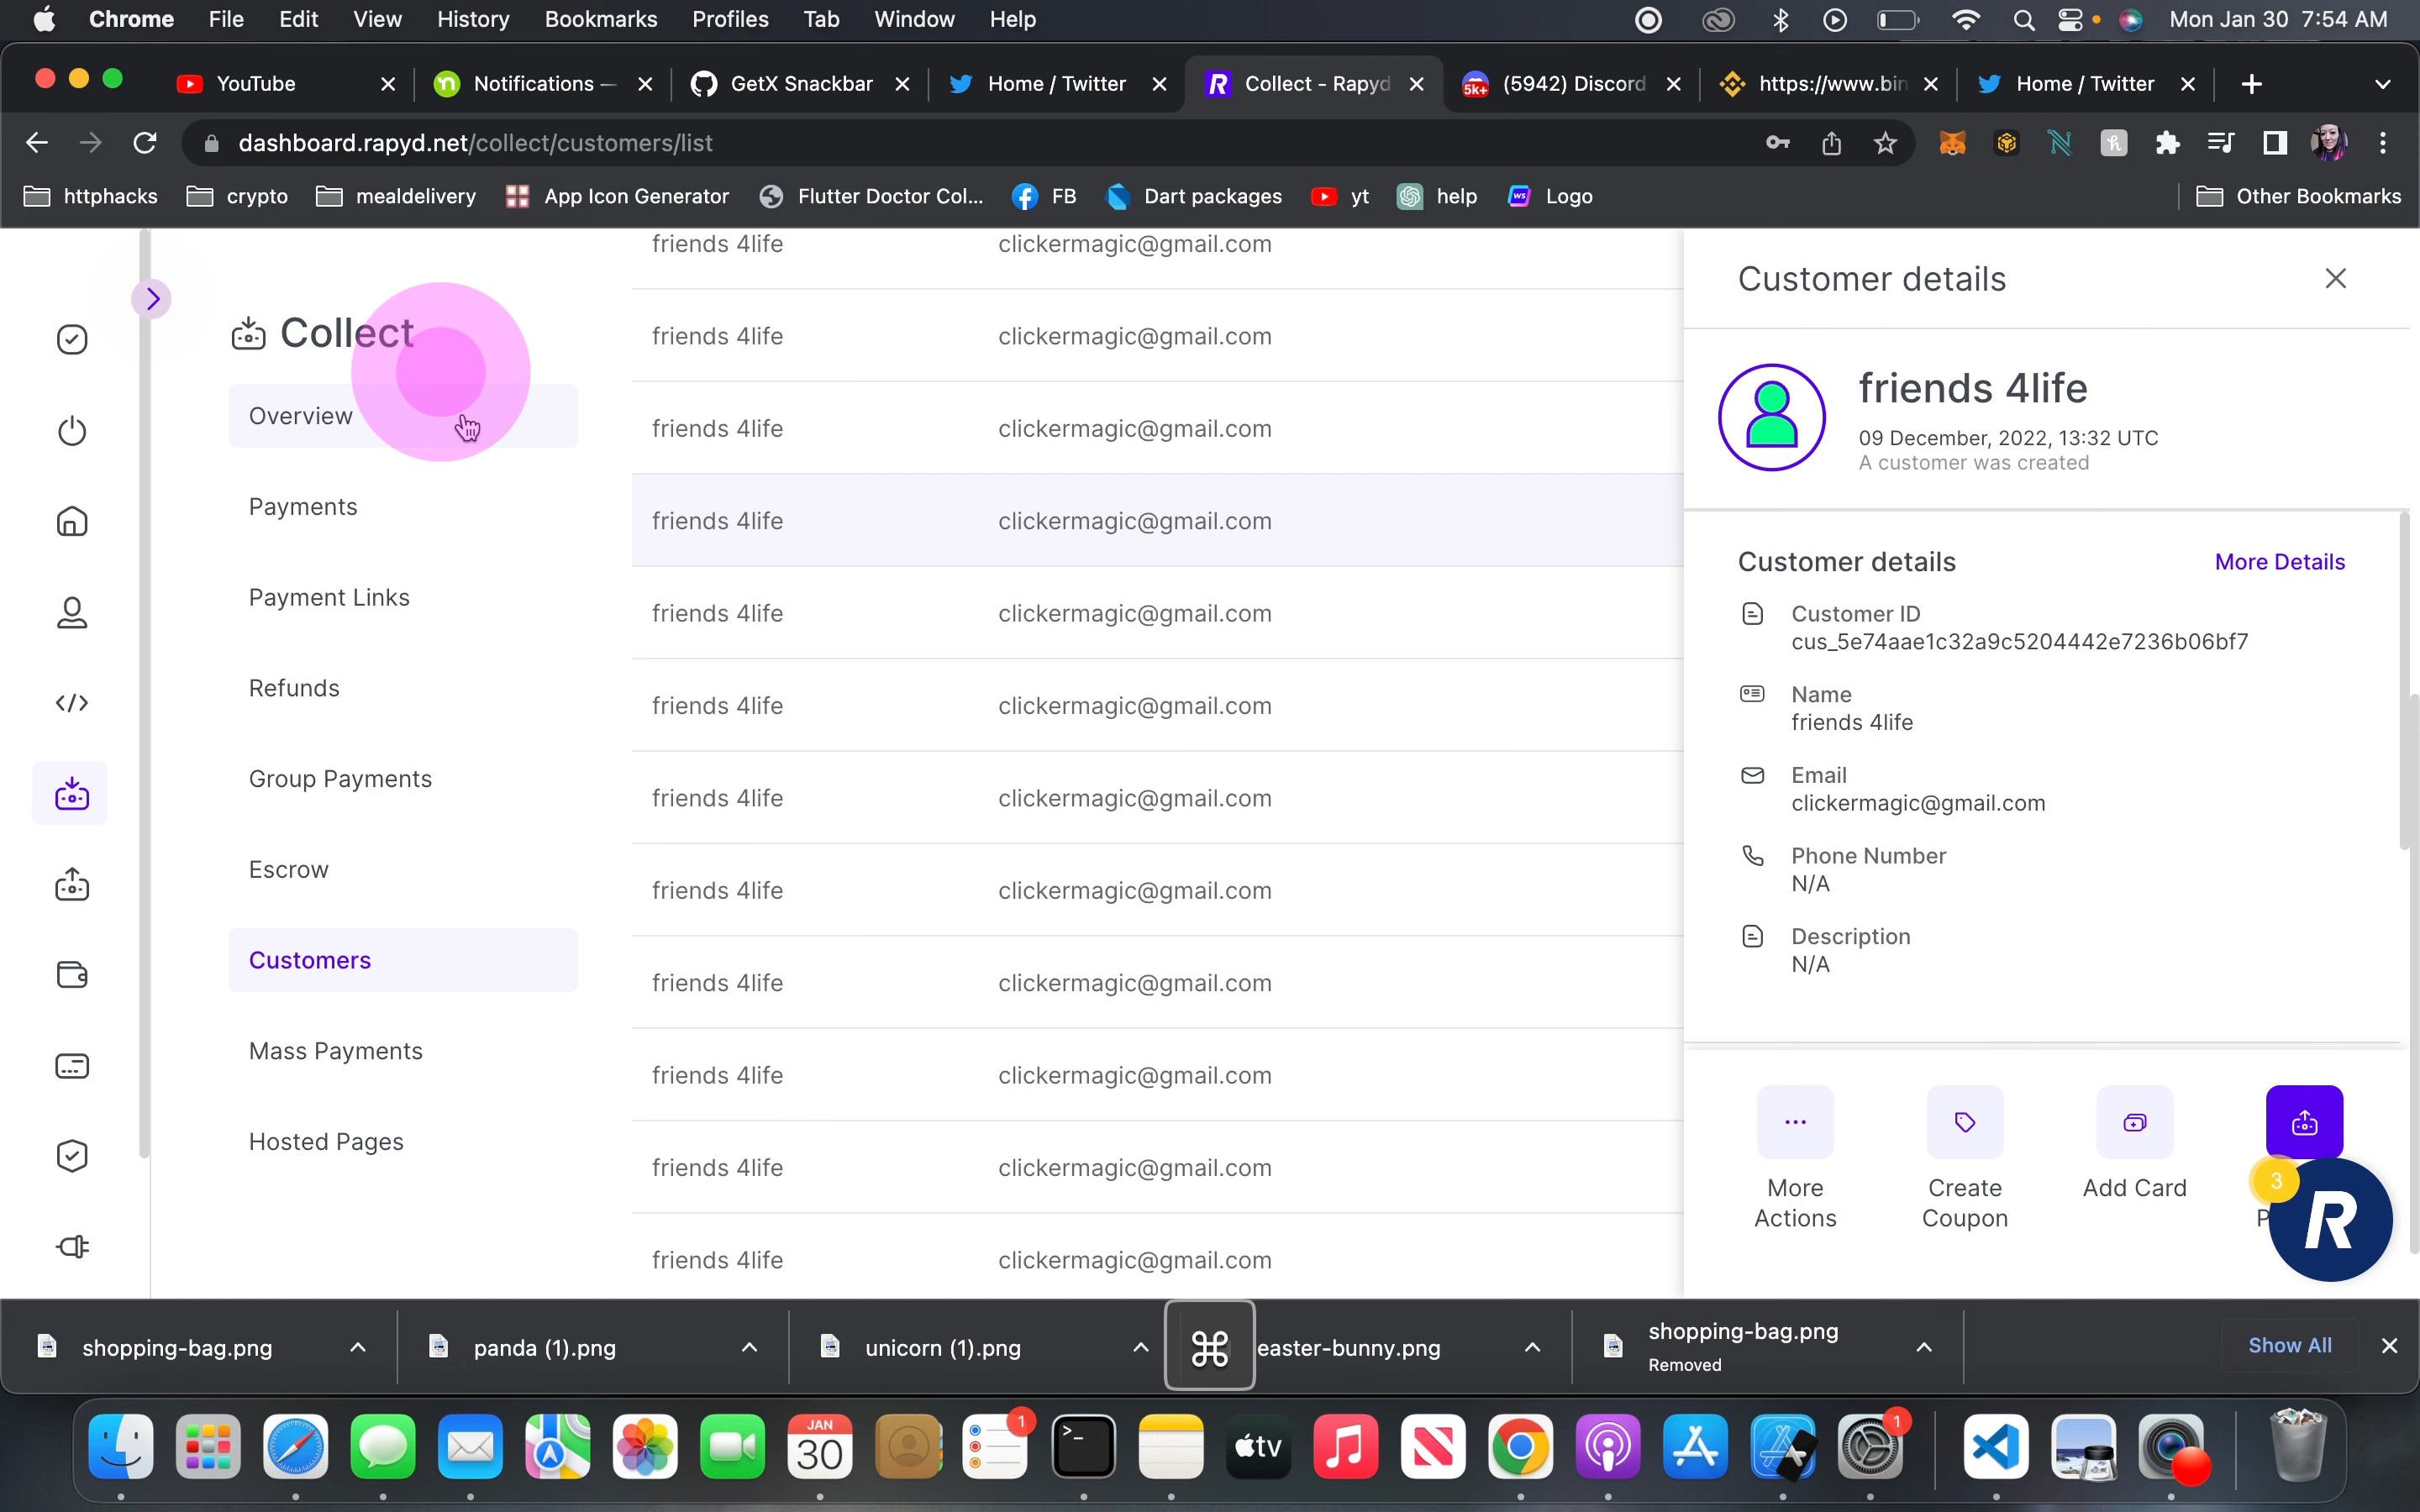 Chrome File Edit View History Bookmarks Profiles Tab Window Help Mon Jan 30 7:54 AM
YouTube Notifications — GetX Snackbar Home / Twitter Collect - Rapyd (5942) Discord https://www.bin Home / Twitter
5k+
dashboard.rapyd.net/collect/customers/list
httphacks crypto mealdelivery App Icon Generator Flutter Doctor Col... FB Dart packages yt help Logo Other Bookmarks
Collect
Overview
Payments
Payment Links
Refunds
Group Payments
Escrow
Customers
Mass Payments
Hosted Pages
friends 4life clickermagic@gmail.com
friends 4life clickermagic@gmail.com
friends 4life clickermagic@gmail.com
friends 4life clickermagic@gmail.com
friends 4life clickermagic@gmail.com
friends 4life clickermagic@gmail.com
friends 4life clickermagic@gmail.com
friends 4life clickermagic@gmail.com
friends 4life clickermagic@gmail.com
friends 4life clickermagic@gmail.com
friends 4life clickermagic@gmail.com
friends 4life clickermagic@gmail.com
Customer details
friends 4life
09 December, 2022, 13:32 UTC
A customer was created
Customer details More Details
Customer ID
cus_5e74aae1c32a9c5204442e7236b06bf7
Name
friends 4life
Email
clickermagic@gmail.com
Phone Number
N/A
Description
N/A
More
Actions
Create
Coupon
Add Card
3
R
shopping-bag.png panda (1).png unicorn (1).png easter-bunny.png shopping-bag.png
Removed
Show All
JAN
30
1
tv
1